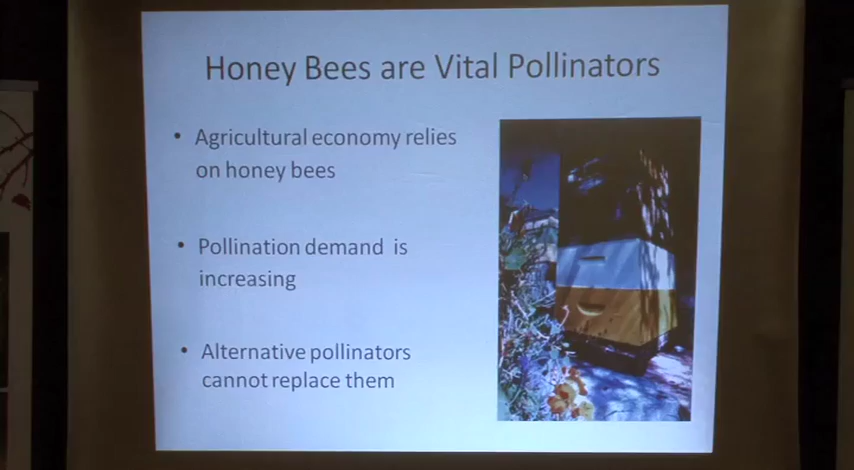 Honey Bees are Vital Pollinators
• Agricultural economy relies
on honey bees
• Pollination demand is
increasing
• Alternative pollinators
cannot replace them